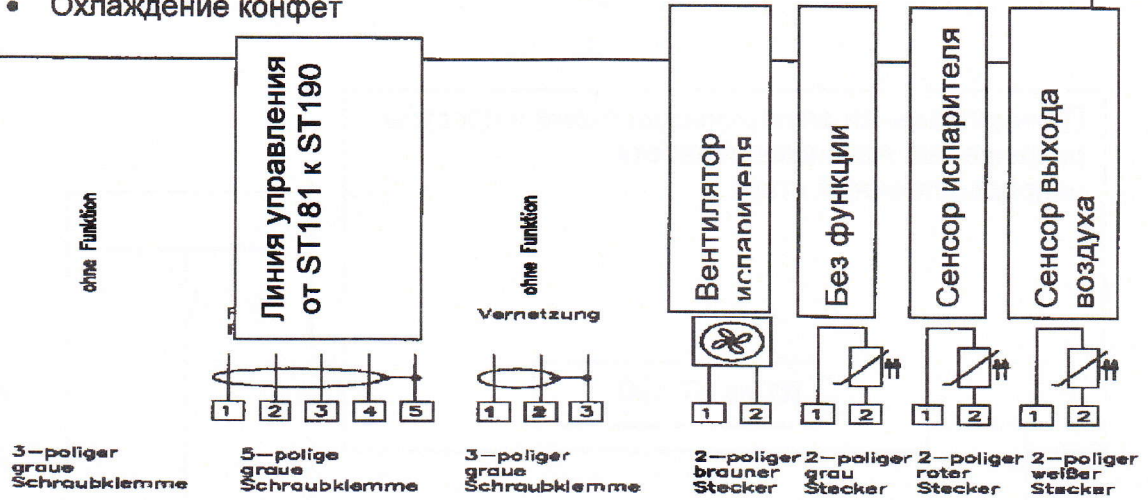 • Охлаждение конфет
ohne Funktion
Линия управления
от ST181 к ST190
ohne Funktion
Vernetzung
Вентилятор
испарителя
Без функции
Сенсор испарителя
Сенсор выхода
воздуха
1 2 3 4 5
1 2 3
1 2
1 2
1 2
1 2
3-poliger
graue
Schraubklemme
5-polige
graue
Schraubklemme
3-poliger
graue
Schraubklemme
2-poliger
brauner
Stecker
2-poliger
grau
Stecker
2-poliger
roter
Stecker
2-poliger
weißer
Stecker